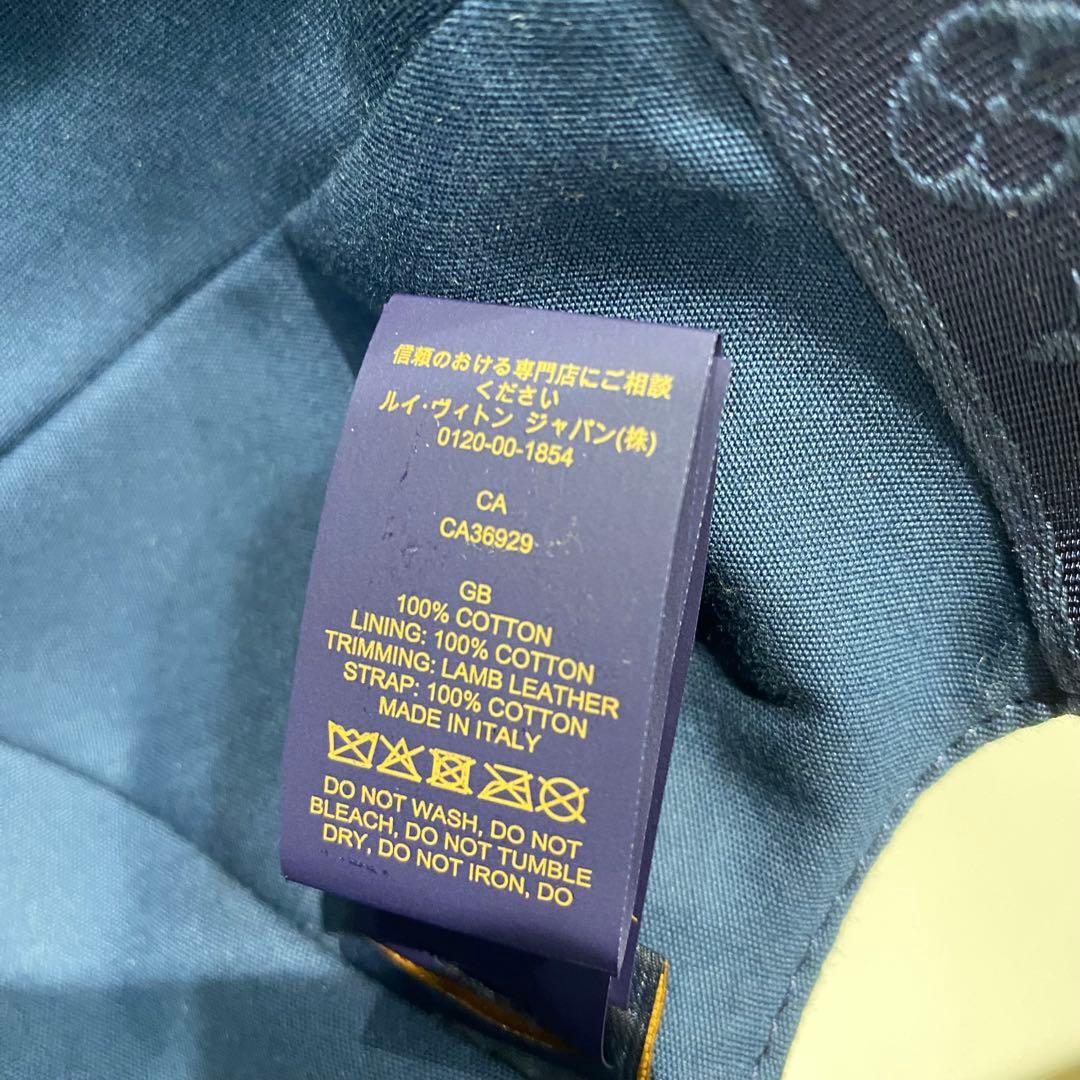 信頼のおける専門店にご相談
ください
ルイ・ヴィトン ジャパン(株)
0120-00-1854
CA
CA36929
GB
100% COTTON
LINING: 100% COTTON
TRIMMING: LAMB LEATHER
STRAP: 100% COTTON
MADE IN ITALY
DO NOT WASH, DO NOT
BLEACH, DO NOT TUMBLE
DRY, DO NOT IRON, DO